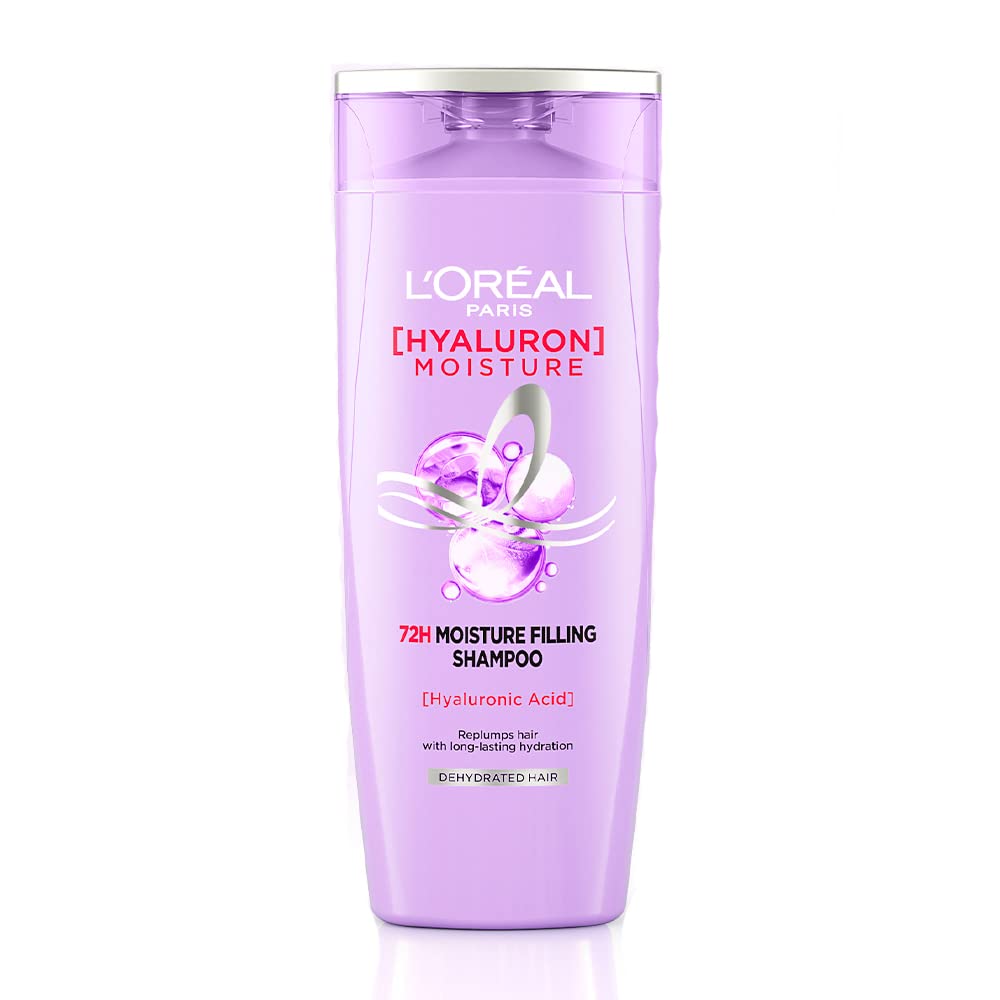 L'ORÉAL
PARIS
[HYALURON]
MOISTURE
72H MOISTURE FILLING
SHAMPOO
[Hyaluronic Acid]
Replumps hair
with long-lasting hydration
DEHYDRATED HAIR